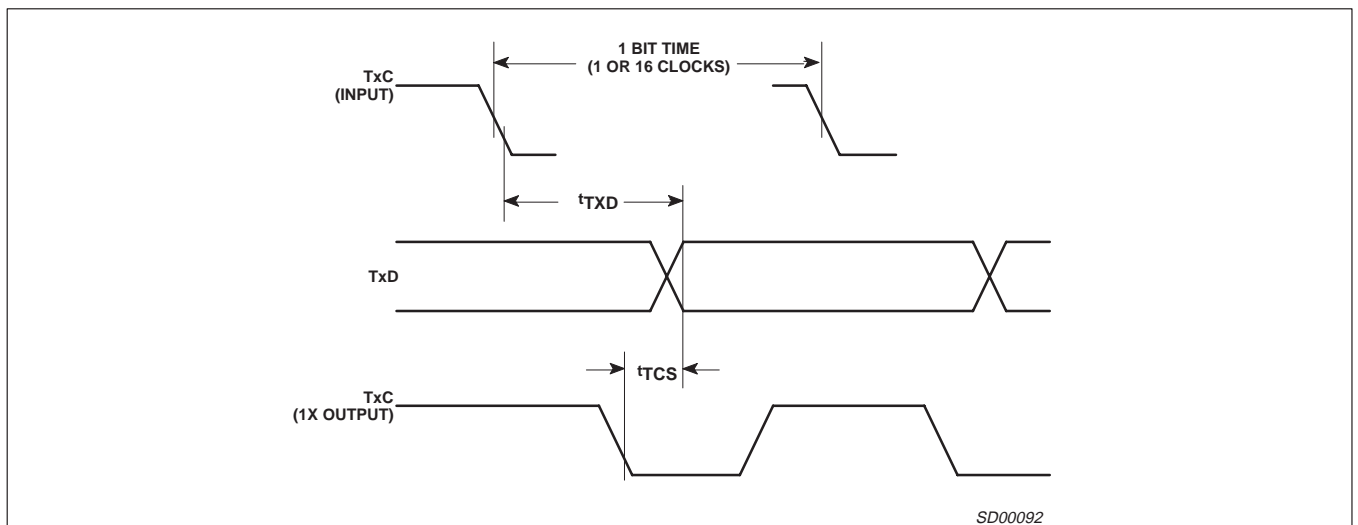 1 BIT TIME
(1 OR 16 CLOCKS)
TxC
(INPUT)
tTXD
TxD
tTCS
TxC
(1X OUTPUT)
SD00092